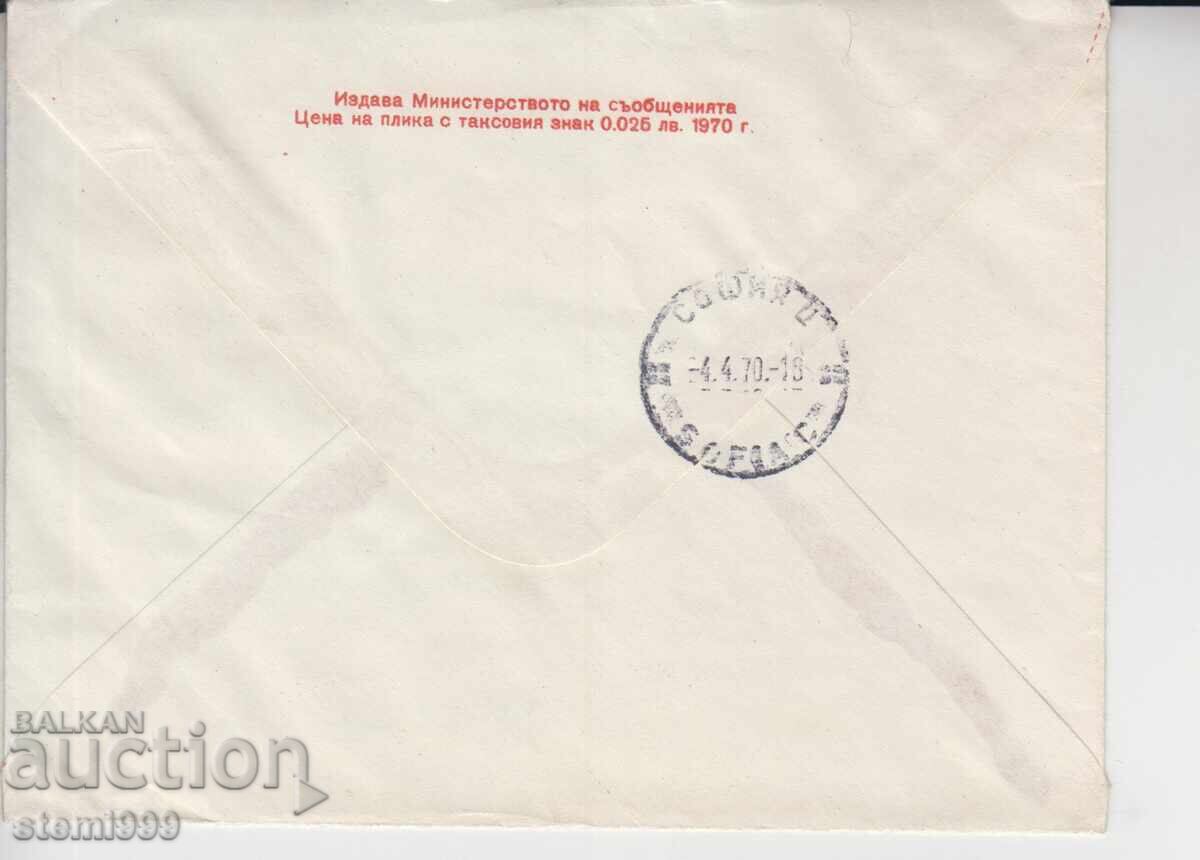 Издава Министерството на съобщенията
Цена на плика с таксовия знак 0.025 лв. 1970 г.
СОФИЯ Ц
-4.4.70.-18
SOFIA C
BALKAN
auction
stemi999